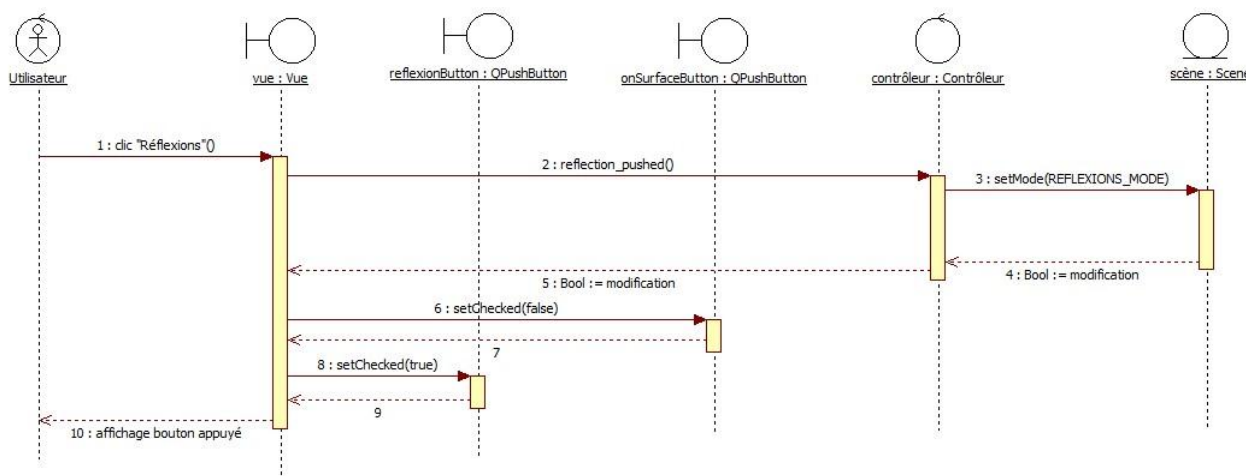 Utilisateur
vue : Vue
reflexionButton : QPushButton
onSurfaceButton : QPushButton
contrôleur : Contrôleur
scène : Scene
1 : clic "Réflexions"()
2 : reflection_pushed()
3 : setMode(REFLEXIONS_MODE)
4 : Bool := modification
5 : Bool := modification
6 : setChecked(false)
7
8 : setChecked(true)
9
10 : affichage bouton appuyé